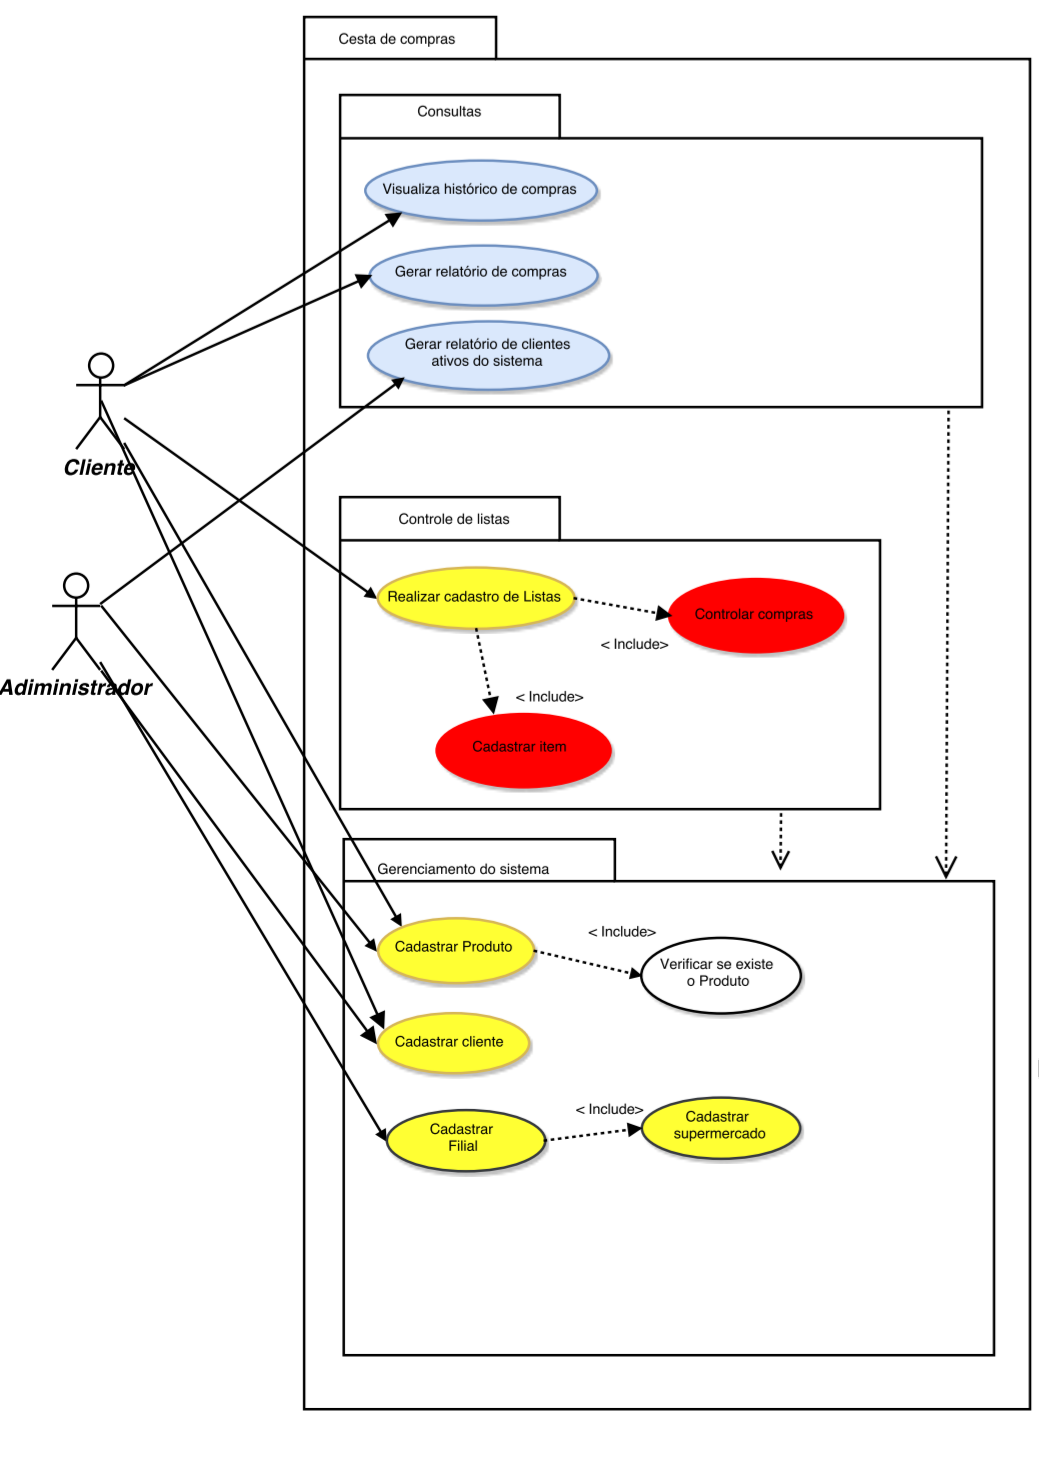 Cesta de compras
Consultas
Visualiza histórico de compras
Gerar relatório de compras
Gerar relatório de clientes
ativos do sistema
Cliente
Controle de listas
Realizar cadastro de Listas
Controlar compras
< Include>
Adiministrador
< Include>
Cadastrar item
Gerenciamento do sistema
< Include>
Cadastrar Produto
Verificar se existe
o Produto
Cadastrar cliente
< Include>
Cadastrar
Filial
Cadastrar
supermercado